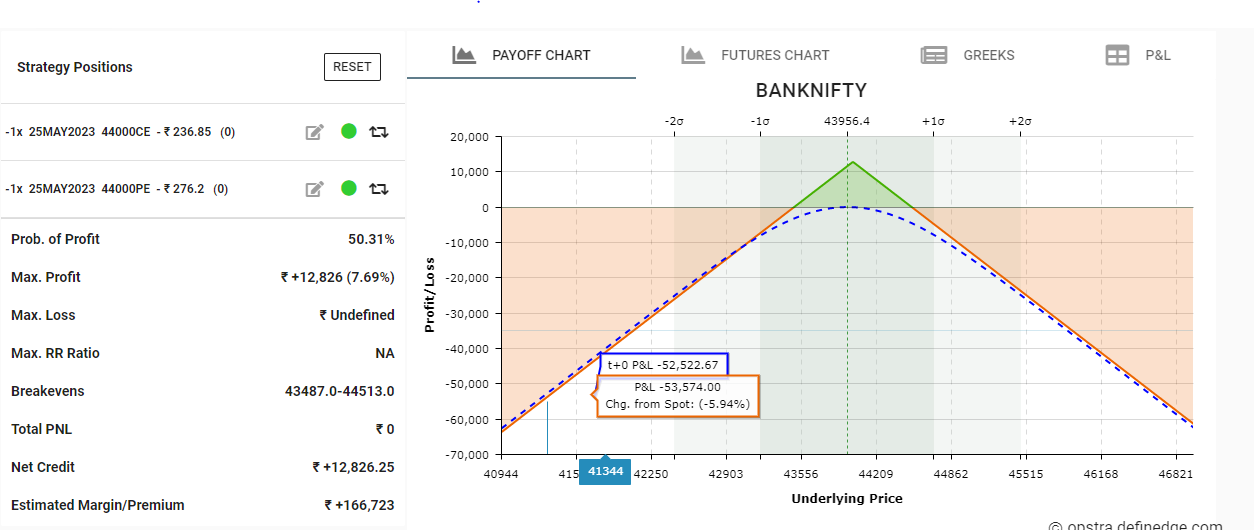 Strategy Positions
RESET
-1x 25MAY2023 44000CE - ₹ 236.85 (0)
-1x 25MAY2023 44000PE - ₹ 276.2 (0)
Prob. of Profit 50.31%
Max. Profit ₹ +12,826 (7.69%)
Max. Loss ₹ Undefined
Max. RR Ratio NA
Breakevens 43487.0-44513.0
Total PNL ₹ 0
Net Credit ₹ +12,826.25
Estimated Margin/Premium ₹ +166,723
PAYOFF CHART FUTURES CHART GREEKS P&L
BANKNIFTY
-2σ -1σ 43956.4 +1σ +2σ
20,000
10,000
0
-10,000
-20,000
-30,000
-40,000
-50,000
-60,000
-70,000
Profit/Loss
t+0 P&L -52,522.67
P&L -53,574.00
Chg. from Spot: (-5.94%)
40944 415 41344 42250 42903 43556 44209 44862 45515 46168 46821
Underlying Price
© opstra.definedge.com